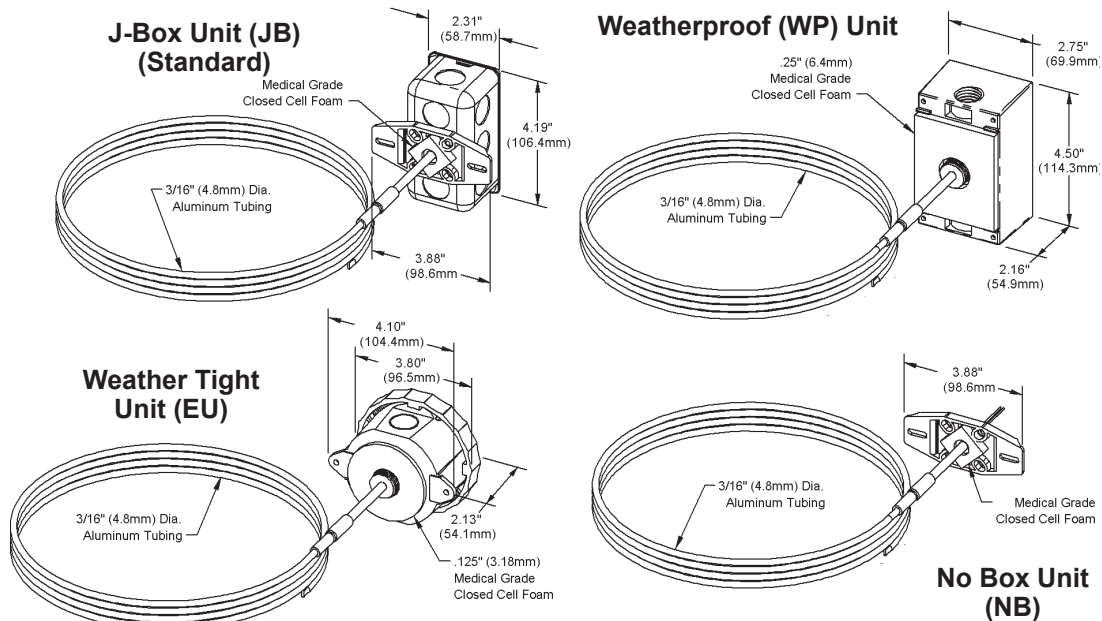 J-Box Unit (JB)
(Standard)
2.31"
(58.7mm)
Medical Grade
Closed Cell Foam
4.19"
(106.4mm)
3/16" (4.8mm) Dia.
Aluminum Tubing
3.88"
(98.6mm
Weatherproof (WP) Unit
2.75"
(69.9mm)
.25" (6.4mm)
Medical Grade
Closed Cell Foam
4.50"
(114.3mm)
3/16" (4.8mm) Dia.
Aluminum Tubing
2.16"
(54.9mm)
Weather Tight
Unit (EU)
4.10"
(104.4mm)
3.80"
(96.5mm)
3/16" (4.8mm) Dia.
Aluminum Tubing
2.13"
(54.1mm)
.125" (3.18mm)
Medical Grade
Closed Cell Foam
3.88"
(98.6mm
3/16" (4.8mm) Dia.
Aluminum Tubing
Medical Grade
Closed Cell Foam
No Box Unit
(NB)